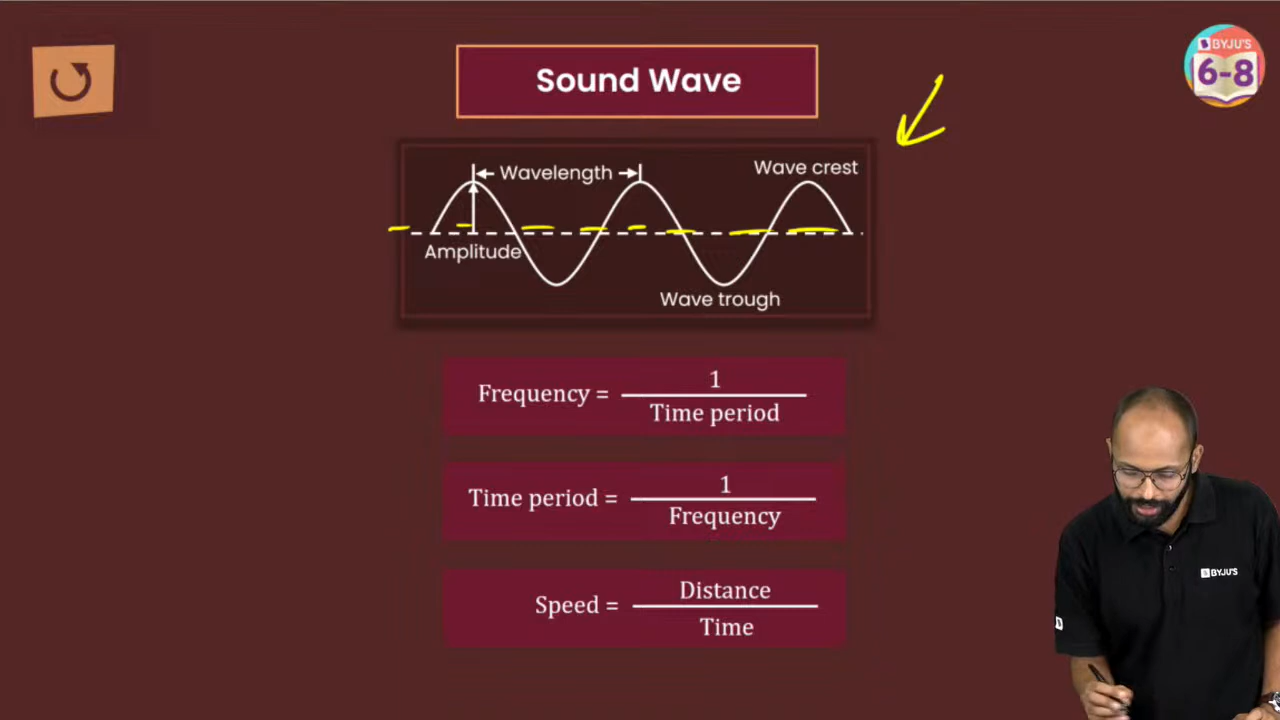 Sound Wave
BYJU'S
6-8
Wavelength
Wave crest
Amplitude
Wave trough
Frequency = 1
Time period
Time period = 1
Frequency
Speed = Distance
Time
BYJU'S